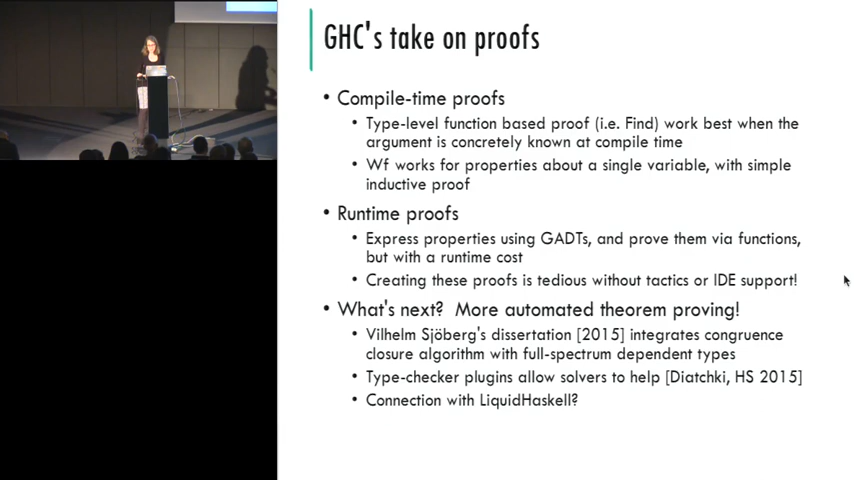 GHC's take on proofs
• Compile-time proofs
• Type-level function based proof (i.e. Find) work best when the
argument is concretely known at compile time
• Wf works for properties about a single variable, with simple
inductive proof
• Runtime proofs
• Express properties using GADTs, and prove them via functions,
but with a runtime cost
• Creating these proofs is tedious without tactics or IDE support!
• What's next? More automated theorem proving!
• Vilhelm Sjöberg's dissertation [2015] integrates congruence
closure algorithm with full-spectrum dependent types
• Type-checker plugins allow solvers to help [Diatchki, HS 2015]
• Connection with LiquidHaskell?